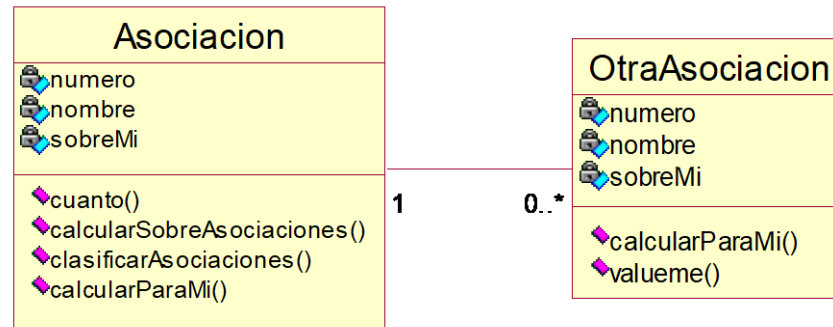 Asociacion
numero
nombre
sobreMi
cuanto()
calcularSobreAsociaciones()
clasificarAsociaciones()
calcularParaMi()
1
0..*
OtraAsociacion
numero
nombre
sobreMi
calcularParaMi()
valueme()